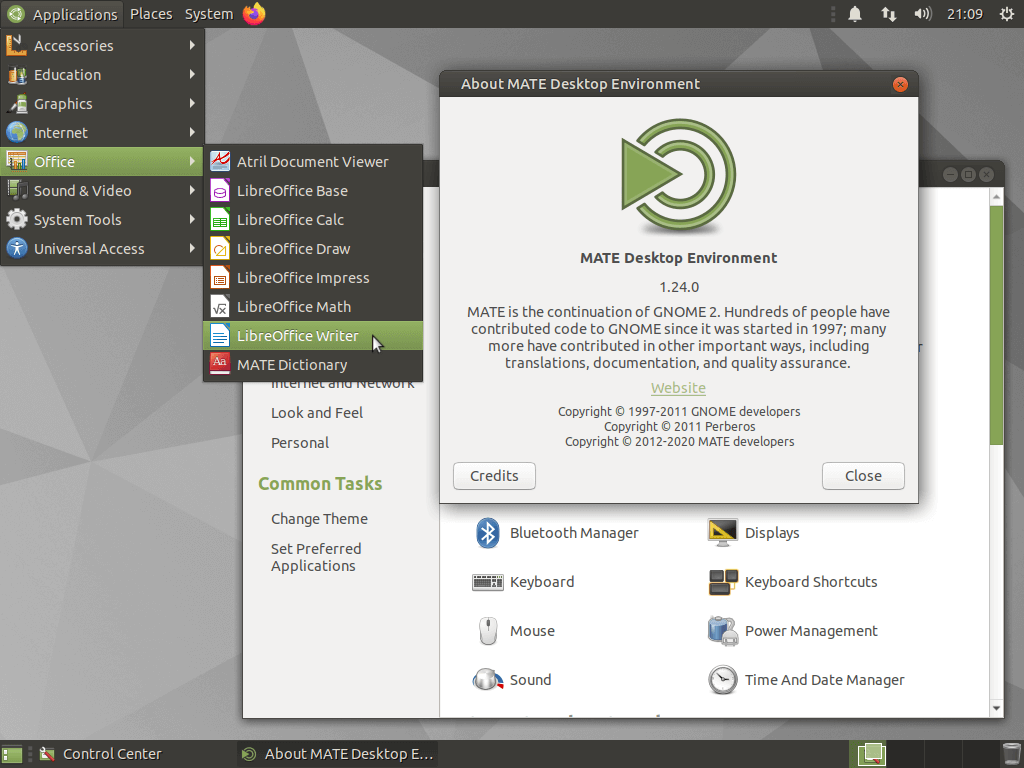 Applications Places System 21:09
Accessories
Education
Graphics
Internet
Office
Sound & Video
System Tools
Universal Access
Atril Document Viewer
LibreOffice Base
LibreOffice Calc
LibreOffice Draw
LibreOffice Impress
LibreOffice Math
LibreOffice Writer
Aa MATE Dictionary
About MATE Desktop Environment
MATE Desktop Environment
1.24.0
MATE is the continuation of GNOME 2. Hundreds of people have
contributed code to GNOME since it was started in 1997; many
more have contributed in other important ways, including
translations, documentation, and quality assurance.
Website
Copyright © 1997-2011 GNOME developers
Copyright © 2011 Perberos
Copyright © 2012-2020 MATE developers
Credits Close
Internet and Network
Look and Feel
Personal
Common Tasks
Change Theme
Set Preferred
Applications
Bluetooth Manager Displays
Keyboard Keyboard Shortcuts
Mouse Power Management
Sound Time And Date Manager
Control Center About MATE Desktop E…